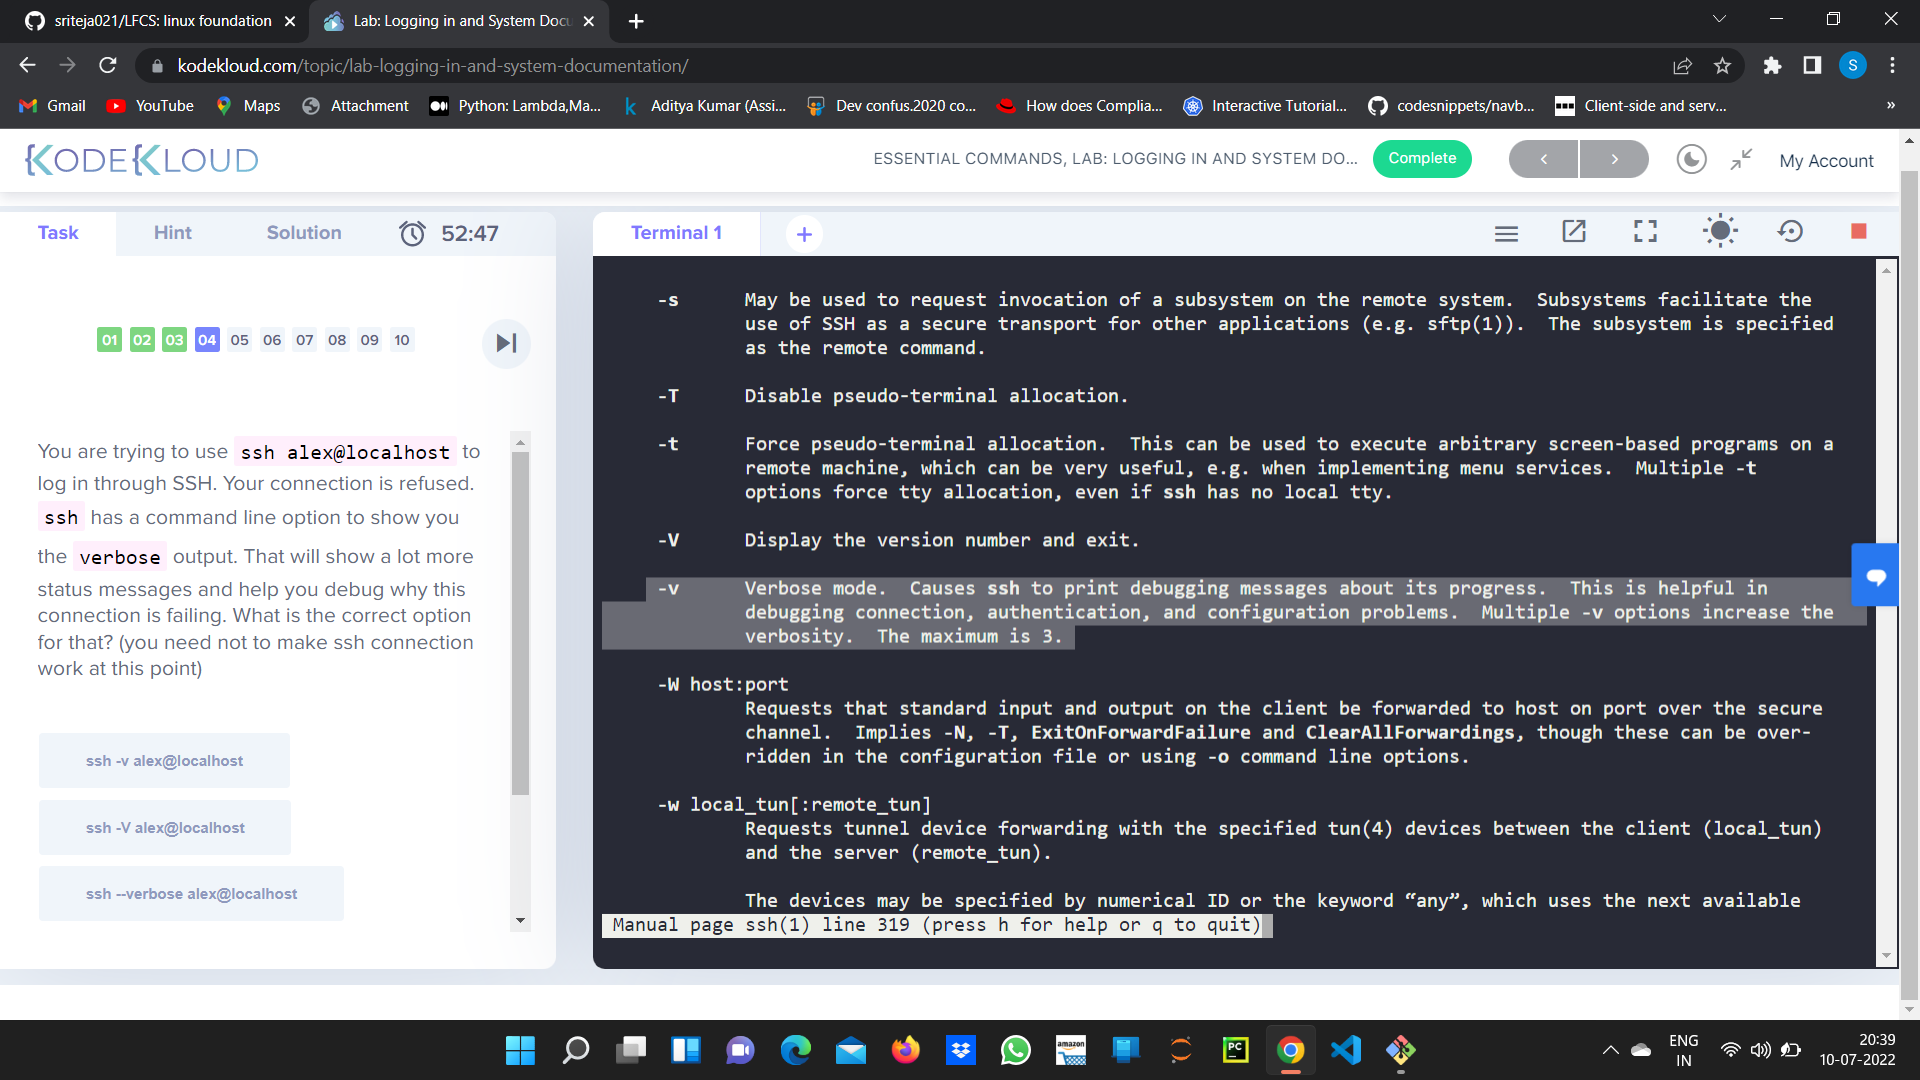 sriteja021/LFCS: linux foundation
Lab: Logging in and System Docu
kodekloud.com/topic/lab-logging-in-and-system-documentation/
S
Gmail
YouTube
Maps
Attachment
Python: Lambda,Ma...
Aditya Kumar (Assi...
Dev confus.2020 co...
How does Complia...
Interactive Tutorial...
codesnippets/navb...
Client-side and serv...
»
KODEKLOUD
ESSENTIAL COMMANDS, LAB: LOGGING IN AND SYSTEM DO...
Complete
My Account
Task
Hint
Solution
52:47
Terminal 1
01 02 03 04 05 06 07 08 09 10
You are trying to use ssh alex@localhost to
log in through SSH. Your connection is refused.
ssh has a command line option to show you
the verbose output. That will show a lot more
status messages and help you debug why this
connection is failing. What is the correct option
for that? (you need not to make ssh connection
work at this point)
ssh -v alex@localhost
ssh -V alex@localhost
ssh --verbose alex@localhost
-s May be used to request invocation of a subsystem on the remote system. Subsystems facilitate the
use of SSH as a secure transport for other applications (e.g. sftp(1)). The subsystem is specified
as the remote command.
-T Disable pseudo-terminal allocation.
-t Force pseudo-terminal allocation. This can be used to execute arbitrary screen-based programs on a
remote machine, which can be very useful, e.g. when implementing menu services. Multiple -t
options force tty allocation, even if ssh has no local tty.
-V Display the version number and exit.
-v Verbose mode. Causes ssh to print debugging messages about its progress. This is helpful in
debugging connection, authentication, and configuration problems. Multiple -v options increase the
verbosity. The maximum is 3.
-W host:port
Requests that standard input and output on the client be forwarded to host on port over the secure
channel. Implies -N, -T, ExitOnForwardFailure and ClearAllForwardings, though these can be over-
ridden in the configuration file or using -o command line options.
-w local_tun[:remote_tun]
Requests tunnel device forwarding with the specified tun(4) devices between the client (local_tun)
and the server (remote_tun).
The devices may be specified by numerical ID or the keyword “any”, which uses the next available
Manual page ssh(1) line 319 (press h for help or q to quit)
amazon
PC
ENG
IN
20:39
10-07-2022